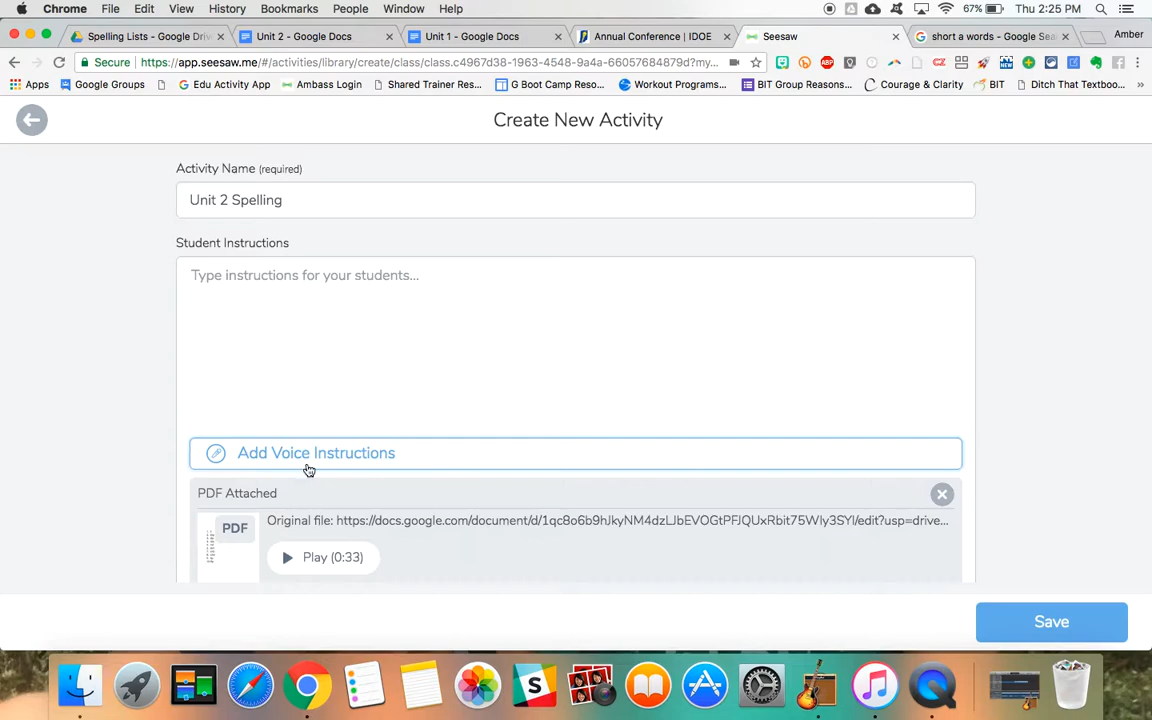 Chrome File Edit View History Bookmarks People Window Help 67% Thu 2:25 PM
Spelling Lists - Google Driv Unit 2 - Google Docs Unit 1 - Google Docs Annual Conference | IDOE Seesaw short a words - Google Sea Amber
Secure https://app.seesaw.me/#/activities/library/create/class/class.c4967d38-1963-4548-9a4a-66057684879d?my...
Apps Google Groups Edu Activity App Ambass Login Shared Trainer Res... G Boot Camp Resou... Workout Programs... BIT Group Reasons... Courage & Clarity BIT Ditch That Textboo... »
Create New Activity
Activity Name (required)
Unit 2 Spelling
Student Instructions
Type instructions for your students...
Add Voice Instructions
PDF Attached
PDF
Original file: https://docs.google.com/document/d/1qc8o6b9hJkyNM4dzLJbEVOGtPFJQUxRbit75Wly3SYI/edit?usp=drive...
Play (0:33)
Save